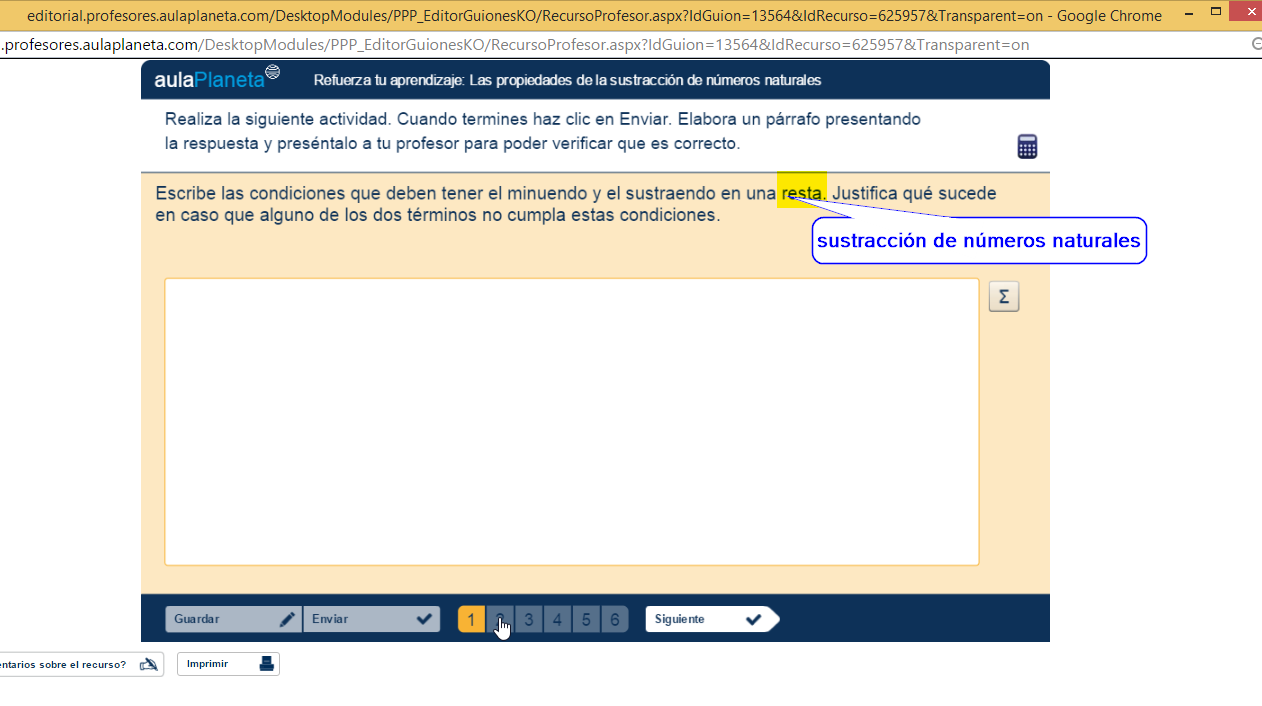 editorial.profesores.aulaplaneta.com/DesktopModules/PPP_EditorGuionesKO/RecursoProfesor.aspx?IdGuion=13564&IdRecurso=625957&Transparent=on - Google Chrome
.profesores.aulaplaneta.com/DesktopModules/PPP_EditorGuionesKO/RecursoProfesor.aspx?IdGuion=13564&IdRecurso=625957&Transparent=on
aulaPlaneta Refuerza tu aprendizaje: Las propiedades de la sustracción de números naturales
Realiza la siguiente actividad. Cuando termines haz clic en Enviar. Elabora un párrafo presentando
la respuesta y preséntalo a tu profesor para poder verificar que es correcto.
Escribe las condiciones que deben tener el minuendo y el sustraendo en una resta. Justifica qué sucede
en caso que alguno de los dos términos no cumpla estas condiciones.
sustracción de números naturales
Σ
Guardar Enviar 1 2 3 4 5 6 Siguiente
entarios sobre el recurso? Imprimir